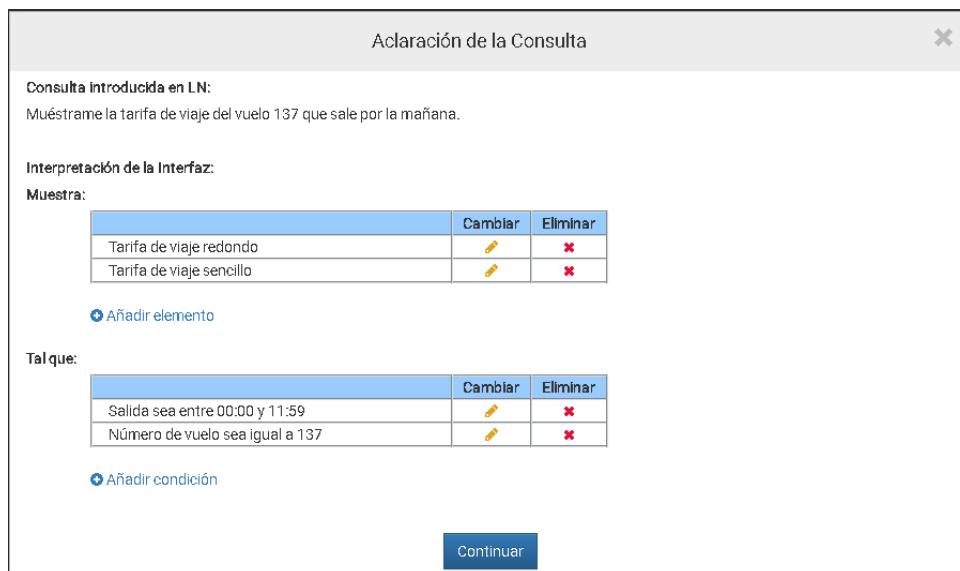 Aclaración de la Consulta
Consulta introducida en LN:
Muéstrame la tarifa de viaje del vuelo 137 que sale por la mañana.
Interpretación de la Interfaz:
Muestra:
Cambiar Eliminar
Tarifa de viaje redondo
Tarifa de viaje sencillo
Añadir elemento
Tal que:
Cambiar Eliminar
Salida sea entre 00:00 y 11:59
Número de vuelo sea igual a 137
Añadir condición
Continuar